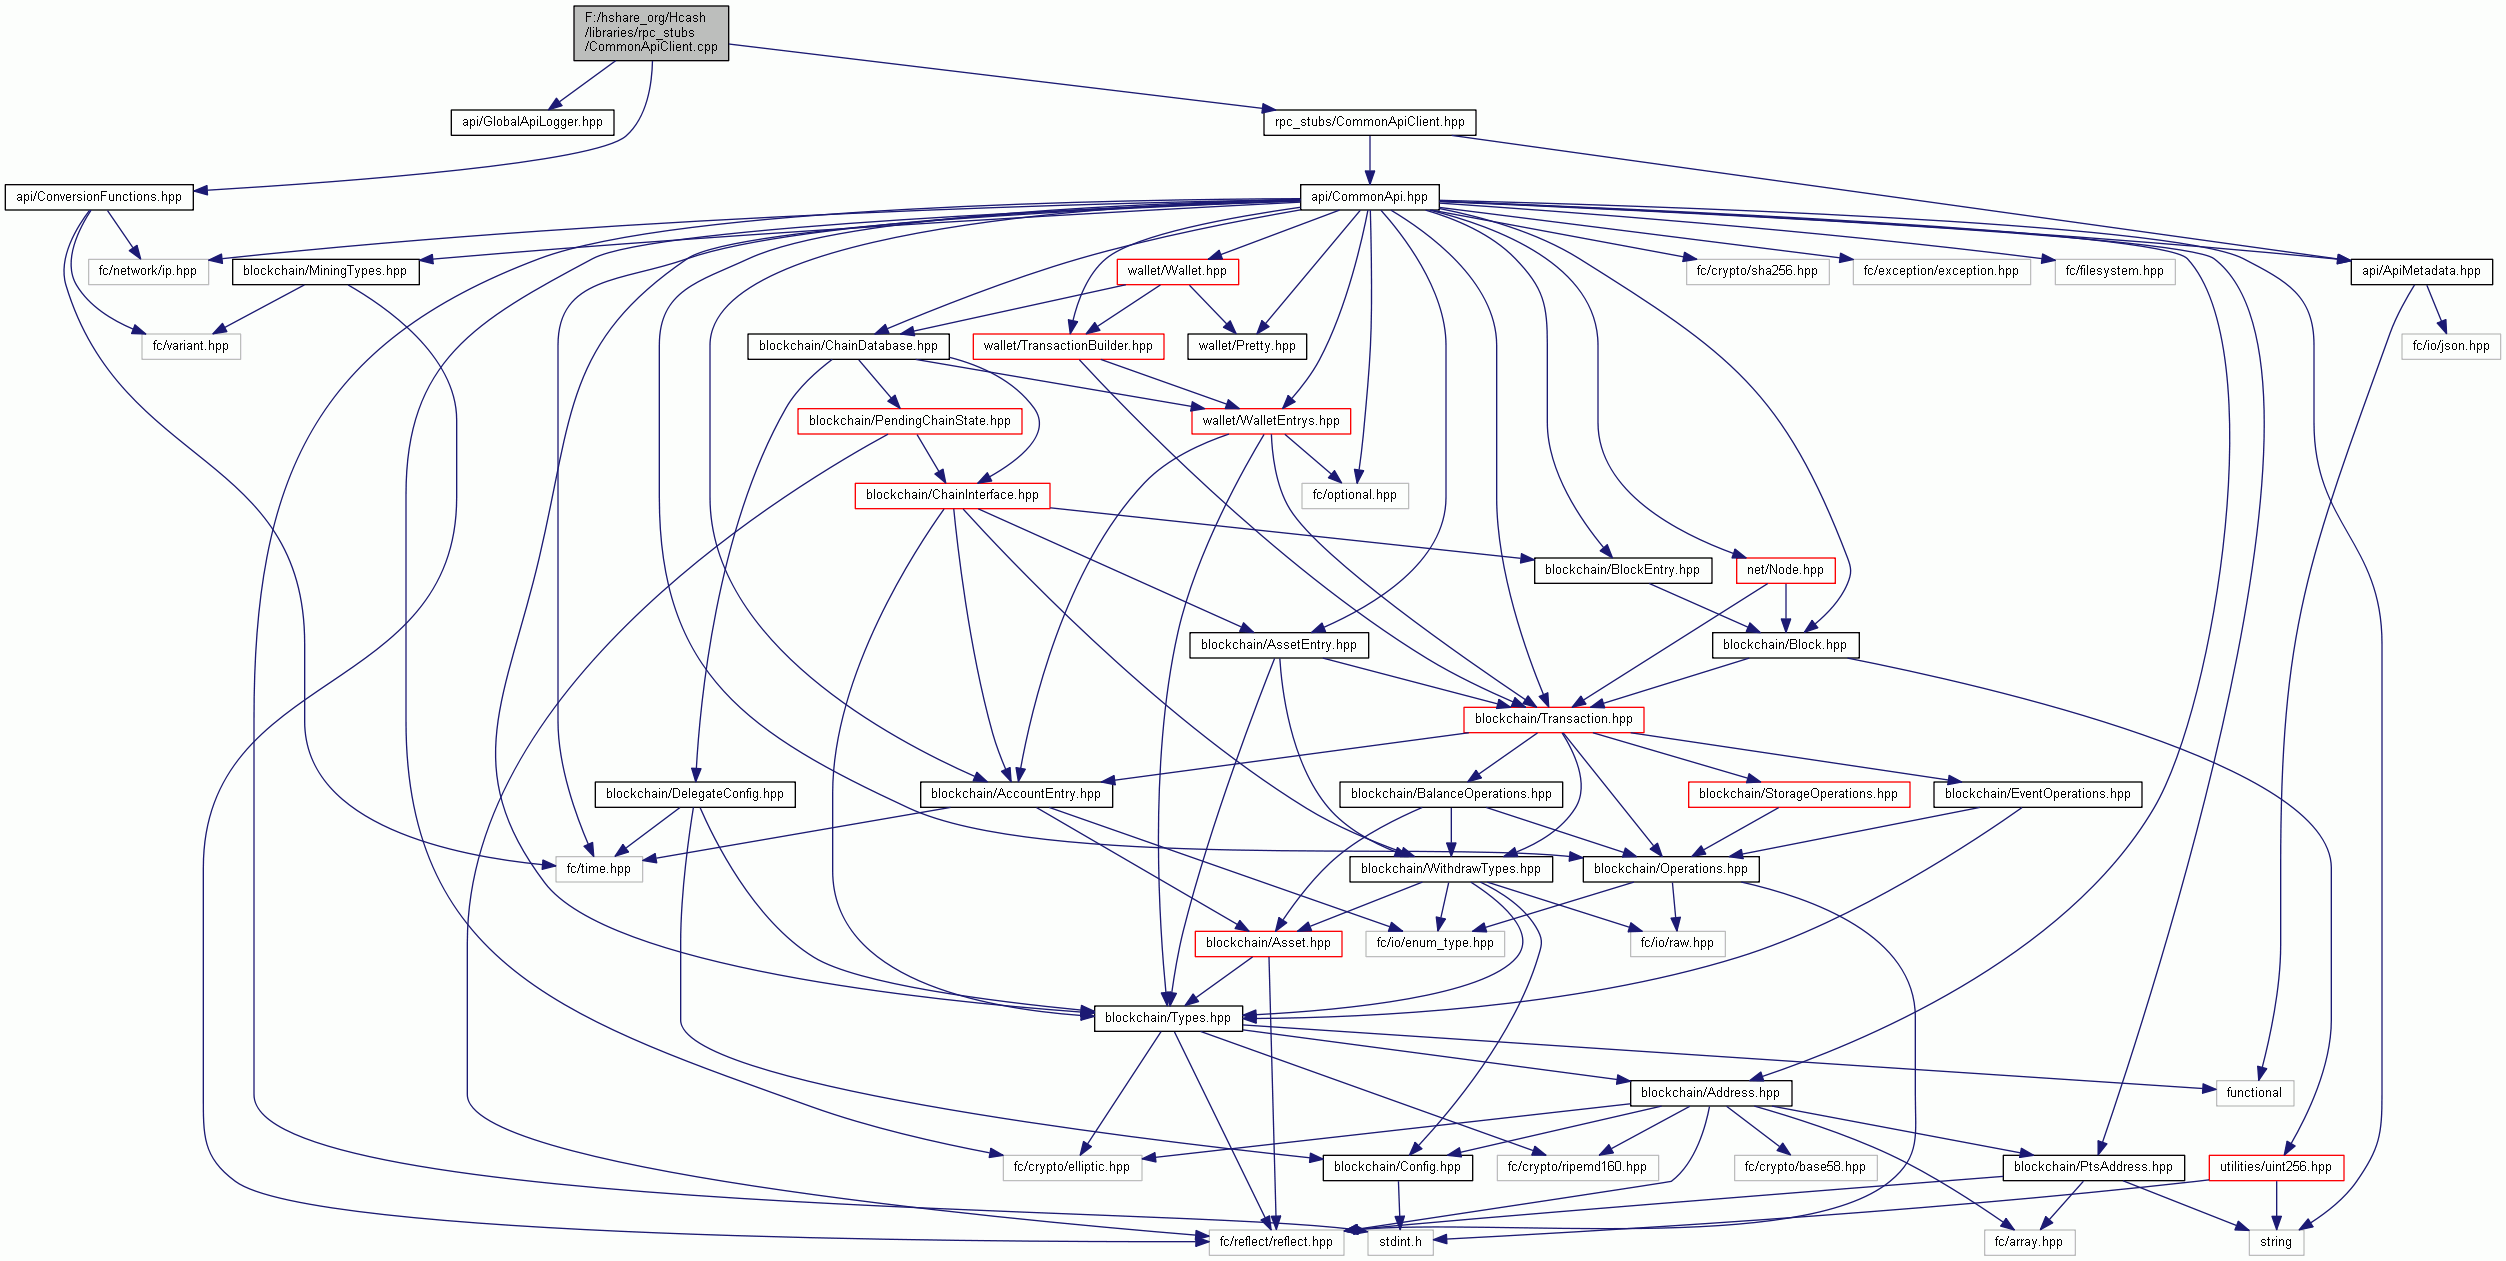 F:/hshare_org/Hcash
/libraries/rpc_stubs
/CommonApiClient.cpp
api/GlobalApiLogger.hpp
rpc_stubs/CommonApiClient.hpp
api/ConversionFunctions.hpp
api/CommonApi.hpp
fc/network/ip.hpp
blockchain/MiningTypes.hpp
wallet/Wallet.hpp
fc/crypto/sha256.hpp
fc/exception/exception.hpp
fc/filesystem.hpp
api/ApiMetadata.hpp
fc/variant.hpp
blockchain/ChainDatabase.hpp
wallet/TransactionBuilder.hpp
wallet/Pretty.hpp
fc/io/json.hpp
blockchain/PendingChainState.hpp
wallet/WalletEntrys.hpp
blockchain/ChainInterface.hpp
fc/optional.hpp
blockchain/BlockEntry.hpp
net/Node.hpp
blockchain/AssetEntry.hpp
blockchain/Block.hpp
blockchain/Transaction.hpp
blockchain/DelegateConfig.hpp
blockchain/AccountEntry.hpp
blockchain/BalanceOperations.hpp
blockchain/StorageOperations.hpp
blockchain/EventOperations.hpp
fc/time.hpp
blockchain/WithdrawTypes.hpp
blockchain/Operations.hpp
blockchain/Asset.hpp
fc/io/enum_type.hpp
fc/io/raw.hpp
blockchain/Types.hpp
blockchain/Address.hpp
functional
fc/crypto/elliptic.hpp
blockchain/Config.hpp
fc/crypto/ripemd160.hpp
fc/crypto/base58.hpp
blockchain/PtsAddress.hpp
utilities/uint256.hpp
fc/reflect/reflect.hpp
stdint.h
fc/array.hpp
string